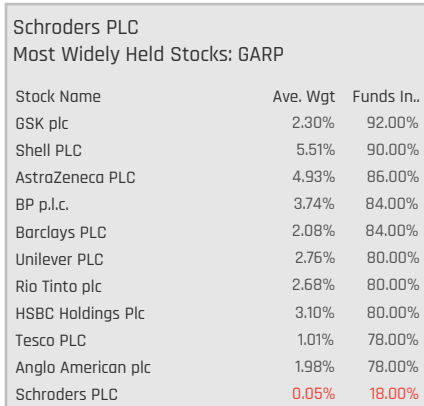 Schroders PLC
Most Widely Held Stocks: GARP
Stock Name Ave. Wgt Funds In..
GSK plc 2.30% 92.00%
Shell PLC 5.51% 90.00%
AstraZeneca PLC 4.93% 86.00%
BP p.l.c. 3.74% 84.00%
Barclays PLC 2.08% 84.00%
Unilever PLC 2.76% 80.00%
Rio Tinto plc 2.68% 80.00%
HSBC Holdings Plc 3.10% 80.00%
Tesco PLC 1.01% 78.00%
Anglo American plc 1.98% 78.00%
Schroders PLC 0.05% 18.00%